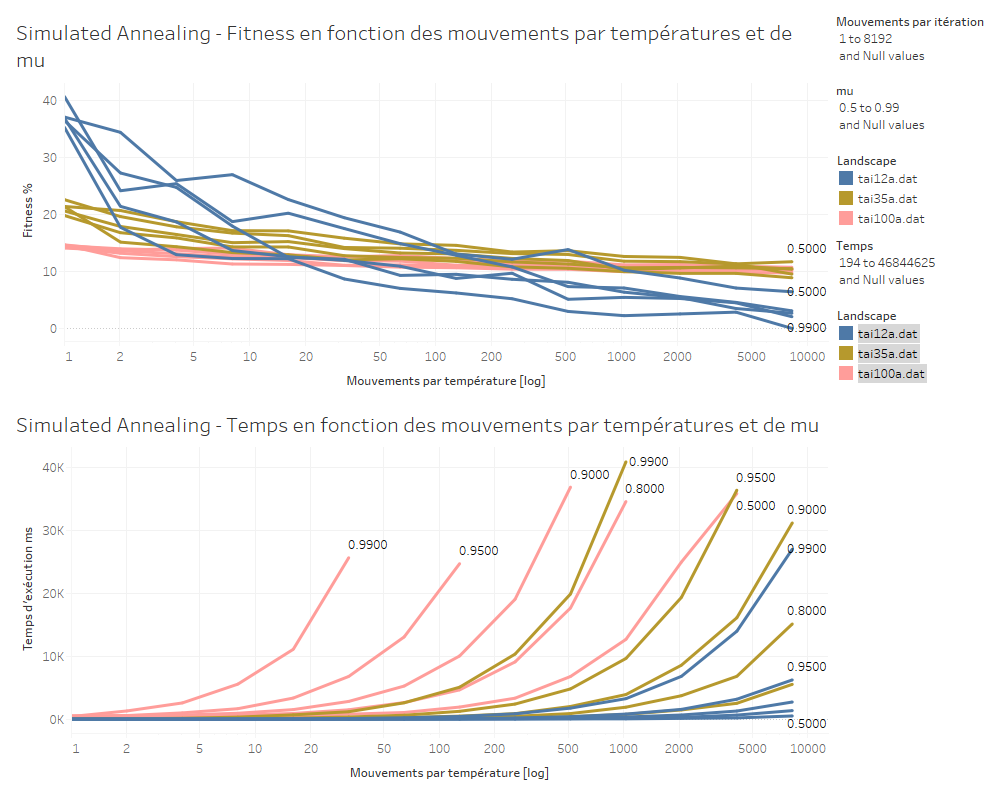 Simulated Annealing - Fitness en fonction des mouvements par températures et de
mu
40
30
20
10
0
Fitness %
0.5000
0.5000
0.9900
1 2 5 10 20 50 100 200 500 1000 2000 5000 10000
Mouvements par température [log]
Mouvements par itération
1 to 8192
and Null values
mu
0.5 to 0.99
and Null values
Landscape
tai12a.dat
tai35a.dat
tai100a.dat
Temps
194 to 46844625
and Null values
Landscape
tai12a.dat
tai35a.dat
tai100a.dat
Simulated Annealing - Temps en fonction des mouvements par températures et de mu
40K
30K
20K
10K
0K
Temps d'exécution ms
0.9900
0.9500
0.9000
0.9900
0.8000
0.9500
0.5000
0.9000
0.9900
0.8000
0.9500
0.5000
1 2 5 10 20 50 100 200 500 1000 2000 5000 10000
Mouvements par température [log]